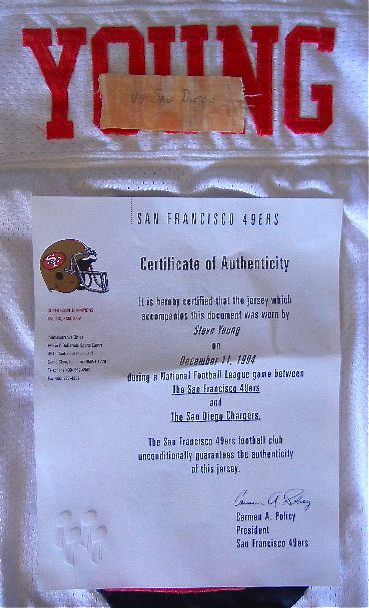 YOUNG
vs San Diego
SAN FRANCISCO 49ERS
Certificate of Authenticity
It is hereby certified that the jersey which
accompanies this document was worn by
Steve Young
on
December 11, 1994
during a National Football League game between
The San Francisco 49ers
and
The San Diego Chargers.
The San Francisco 49ers football club
unconditionally guarantees the authenticity
of this jersey.
Carmen A. Policy
Carmen A. Policy
President
San Francisco 49ers